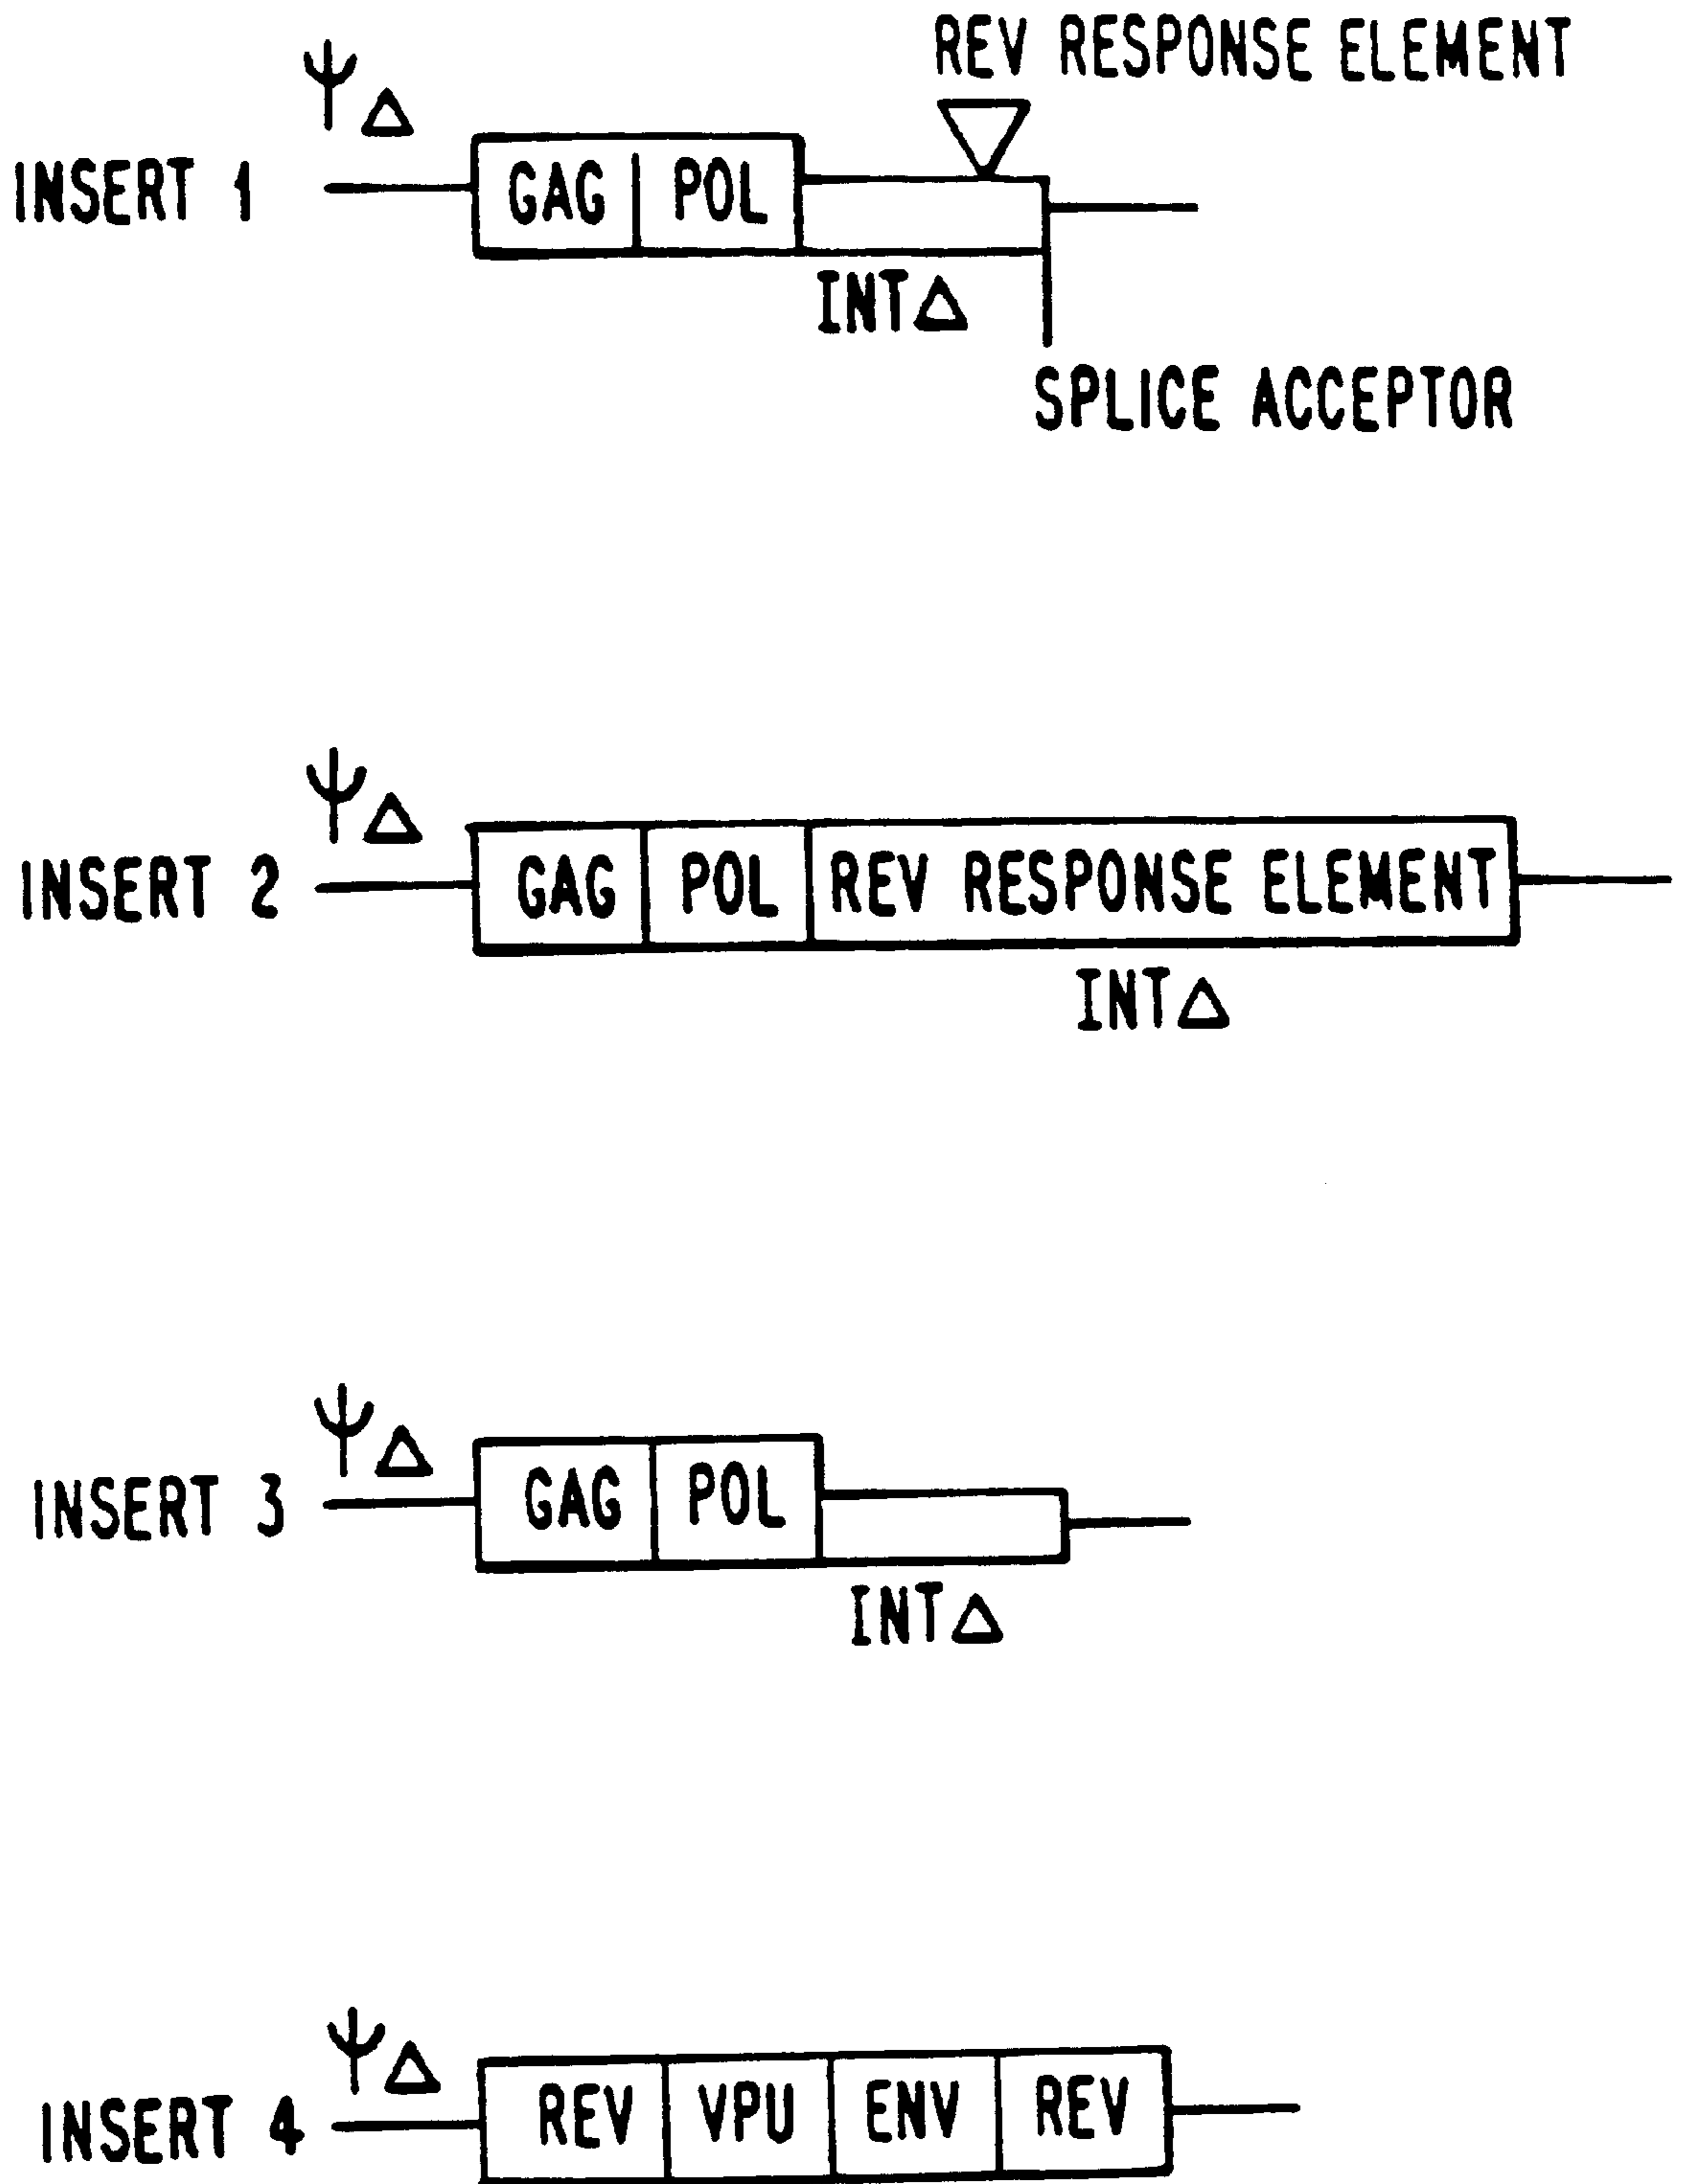 REV RESPONSE ELEMENT
ψΔ
INSERT 1
GAG POL
INTΔ
SPLICE ACCEPTOR
ψΔ
INSERT 2
GAG POL REV RESPONSE ELEMENT
INTΔ
ψΔ
INSERT 3
GAG POL
INTΔ
ψΔ
INSERT 4
REV VPU ENV REV